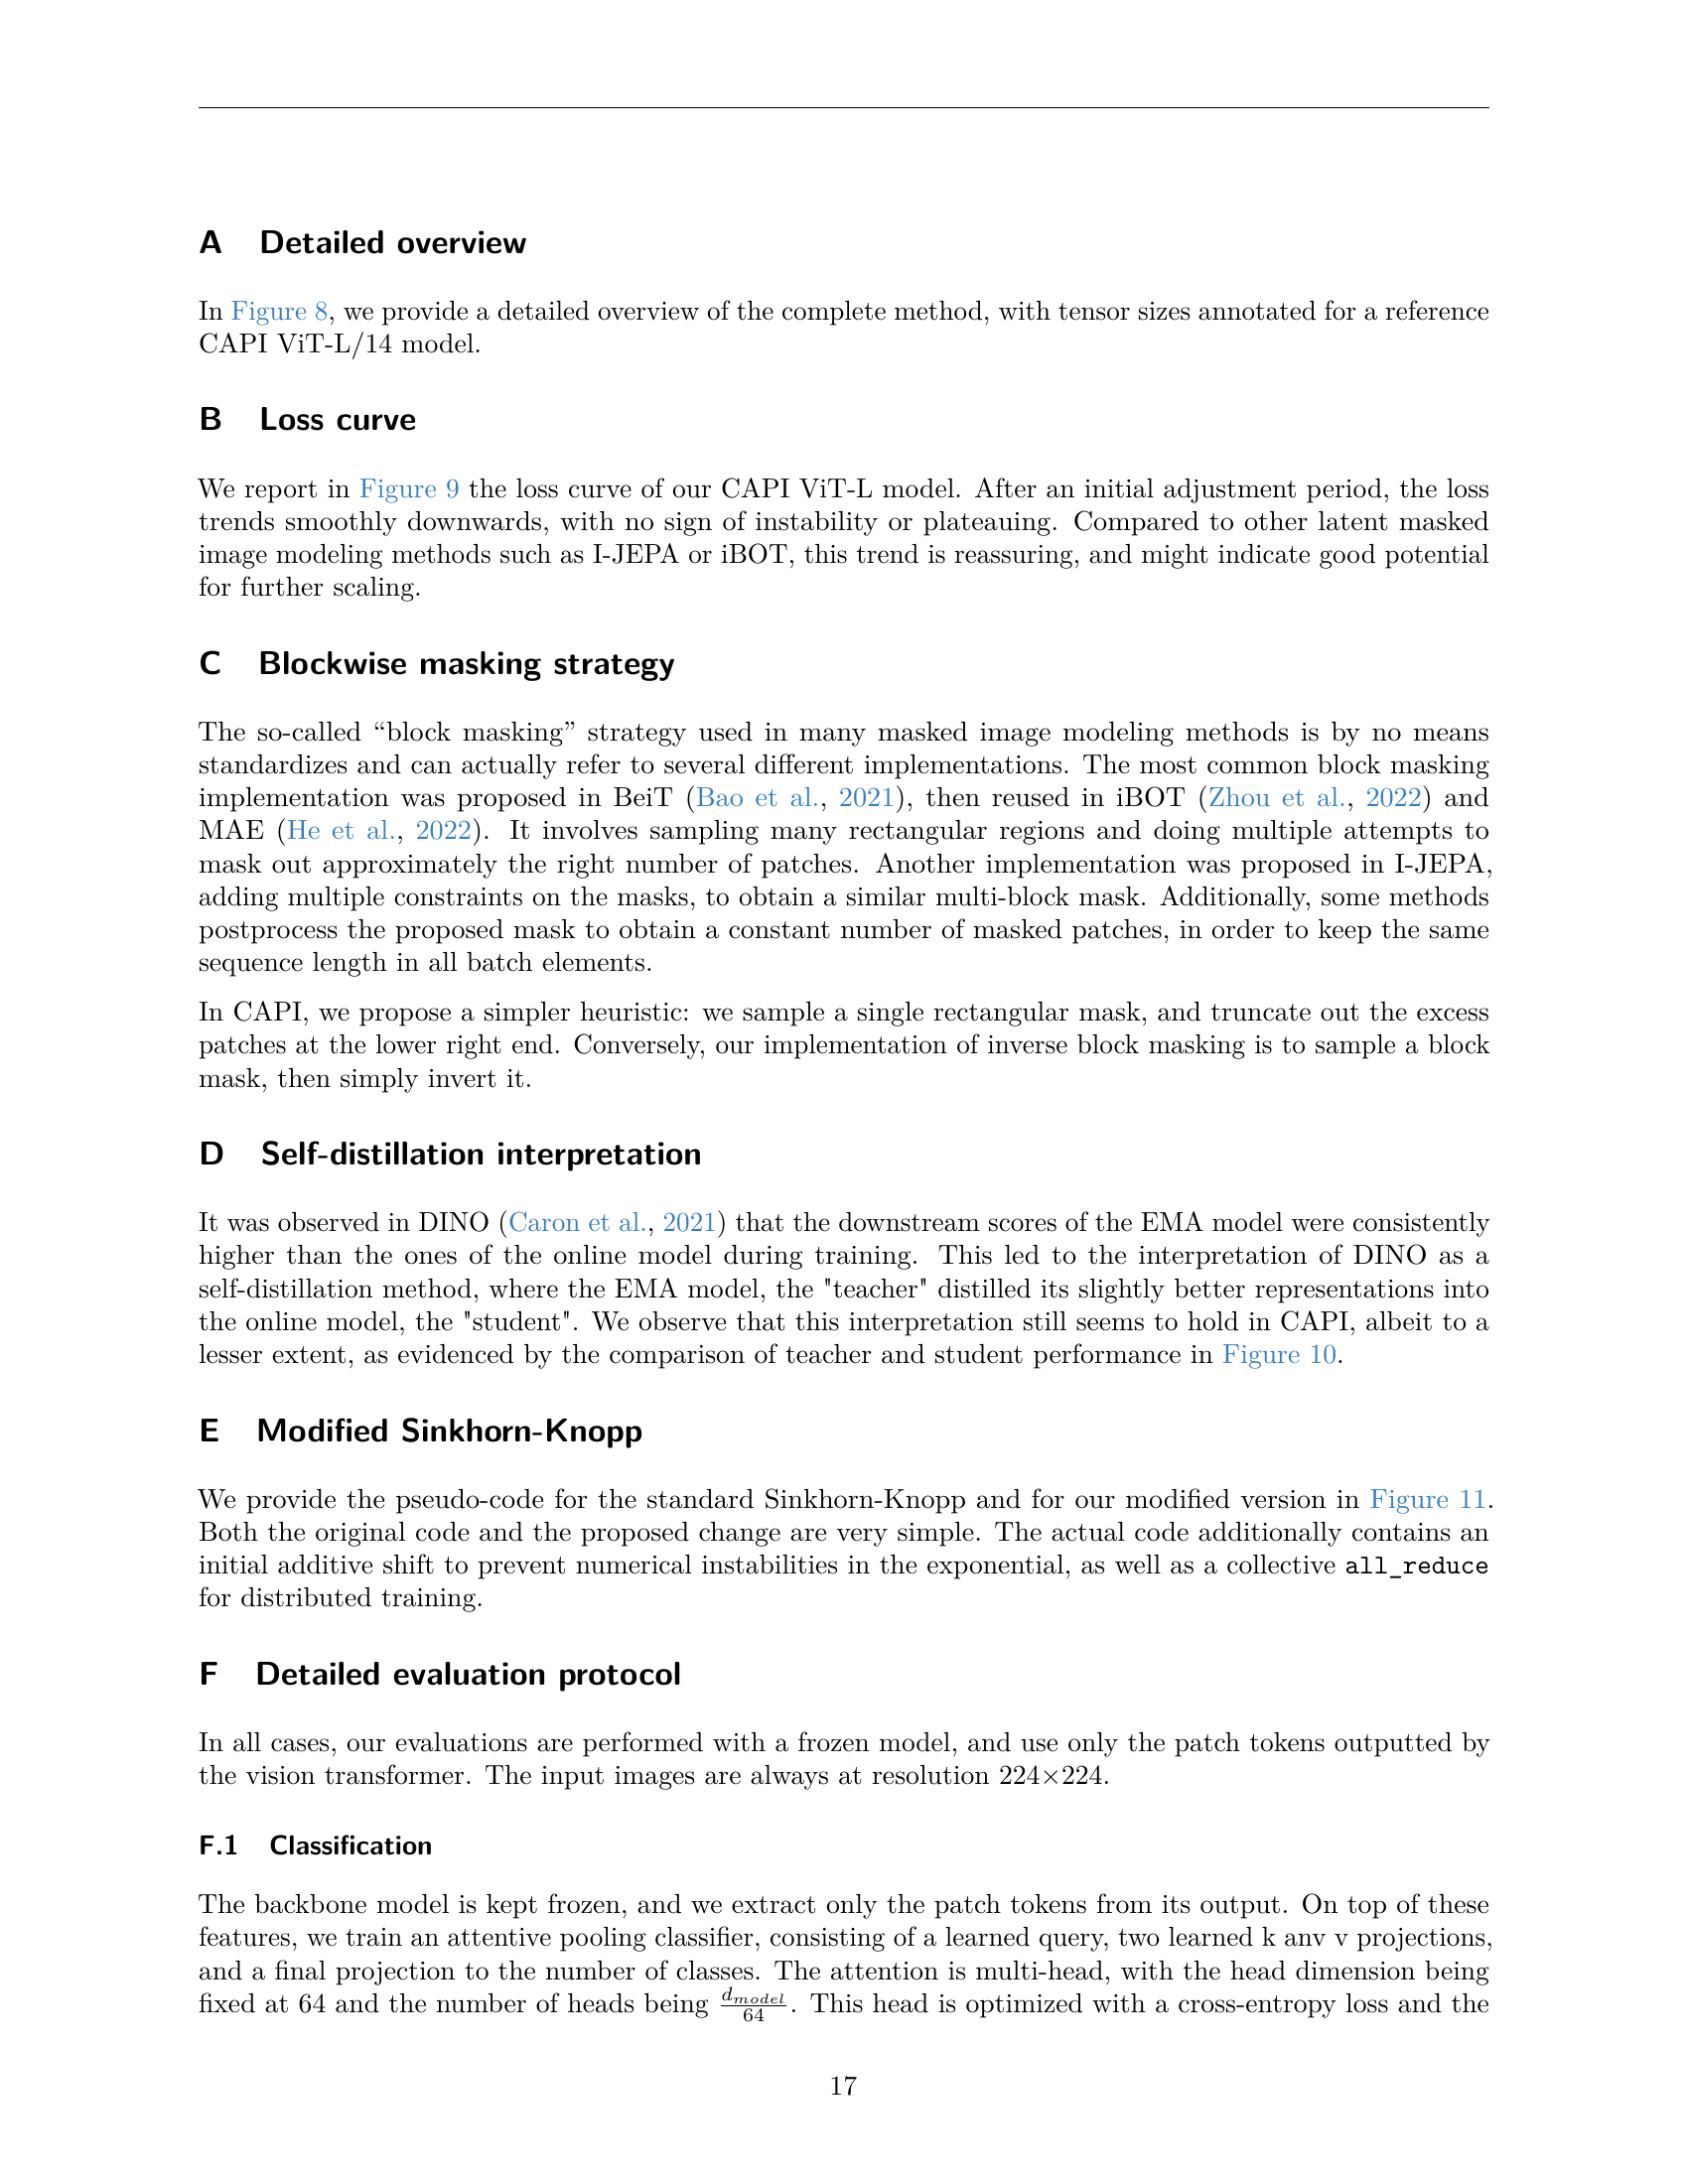 A Detailed overview
In Figure 8, we provide a detailed overview of the complete method, with tensor sizes annotated for a reference
CAPI ViT-L/14 model.
B Loss curve
We report in Figure 9 the loss curve of our CAPI ViT-L model. After an initial adjustment period, the loss
trends smoothly downwards, with no sign of instability or plateauing. Compared to other latent masked
image modeling methods such as I-JEPA or iBOT, this trend is reassuring, and might indicate good potential
for further scaling.
C Blockwise masking strategy
The so-called “block masking” strategy used in many masked image modeling methods is by no means
standardizes and can actually refer to several different implementations. The most common block masking
implementation was proposed in BeiT (Bao et al., 2021), then reused in iBOT (Zhou et al., 2022) and
MAE (He et al., 2022). It involves sampling many rectangular regions and doing multiple attempts to
mask out approximately the right number of patches. Another implementation was proposed in I-JEPA,
adding multiple constraints on the masks, to obtain a similar multi-block mask. Additionally, some methods
postprocess the proposed mask to obtain a constant number of masked patches, in order to keep the same
sequence length in all batch elements.
In CAPI, we propose a simpler heuristic: we sample a single rectangular mask, and truncate out the excess
patches at the lower right end. Conversely, our implementation of inverse block masking is to sample a block
mask, then simply invert it.
D Self-distillation interpretation
It was observed in DINO (Caron et al., 2021) that the downstream scores of the EMA model were consistently
higher than the ones of the online model during training. This led to the interpretation of DINO as a
self-distillation method, where the EMA model, the "teacher" distilled its slightly better representations into
the online model, the "student". We observe that this interpretation still seems to hold in CAPI, albeit to a
lesser extent, as evidenced by the comparison of teacher and student performance in Figure 10.
E Modified Sinkhorn-Knopp
We provide the pseudo-code for the standard Sinkhorn-Knopp and for our modified version in Figure 11.
Both the original code and the proposed change are very simple. The actual code additionally contains an
initial additive shift to prevent numerical instabilities in the exponential, as well as a collective all_reduce
for distributed training.
F Detailed evaluation protocol
In all cases, our evaluations are performed with a frozen model, and use only the patch tokens outputted by
the vision transformer. The input images are always at resolution 224×224.
F.1 Classification
The backbone model is kept frozen, and we extract only the patch tokens from its output. On top of these
features, we train an attentive pooling classifier, consisting of a learned query, two learned k anv v projections,
and a final projection to the number of classes. The attention is multi-head, with the head dimension being
fixed at 64 and the number of heads being d_model/64. This head is optimized with a cross-entropy loss and the
17